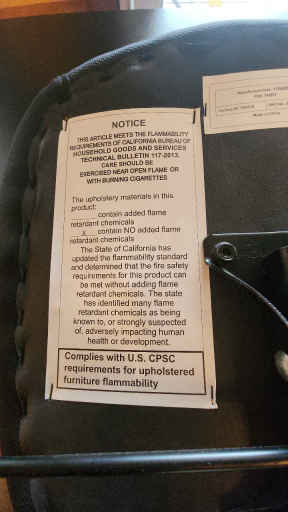 NOTICE
THIS ARTICLE MEETS THE FLAMMABILITY
REQUIREMENTS OF CALIFORNIA BUREAU OF
HOUSEHOLD GOODS AND SERVICES
TECHNICAL BULLETIN 117-2013.
CARE SHOULD BE
EXERCISED NEAR OPEN FLAME OR
WITH BURNING CIGARETTES
The upholstery materials in this
product:
contain added flame
retardant chemicals
x contain NO added flame
retardant chemicals
The State of California has
updated the flammability standard
and determined that the fire safety
requirements for this product can
be met without adding flame
retardant chemicals. The state
has identified many flame
retardant chemicals as being
known to, or strongly suspected
of, adversely impacting human
health or development.
Complies with U.S. CPSC
requirements for upholstered
furniture flammability